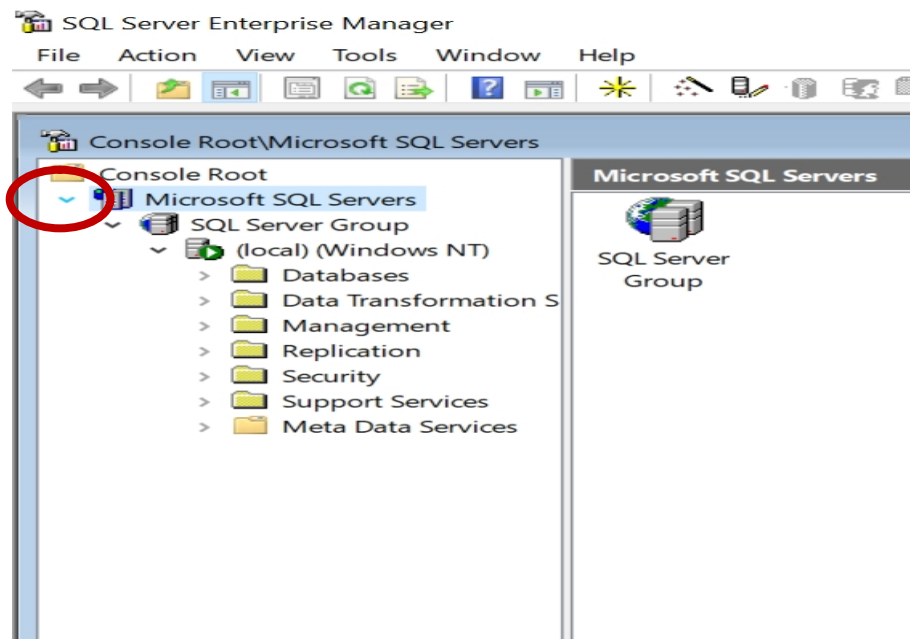 SQL Server Enterprise Manager
File Action View Tools Window Help
Console Root\Microsoft SQL Servers
Console Root
Microsoft SQL Servers
SQL Server Group
(local) (Windows NT)
Databases
Data Transformation S
Management
Replication
Security
Support Services
Meta Data Services
Microsoft SQL Servers
SQL Server
Group